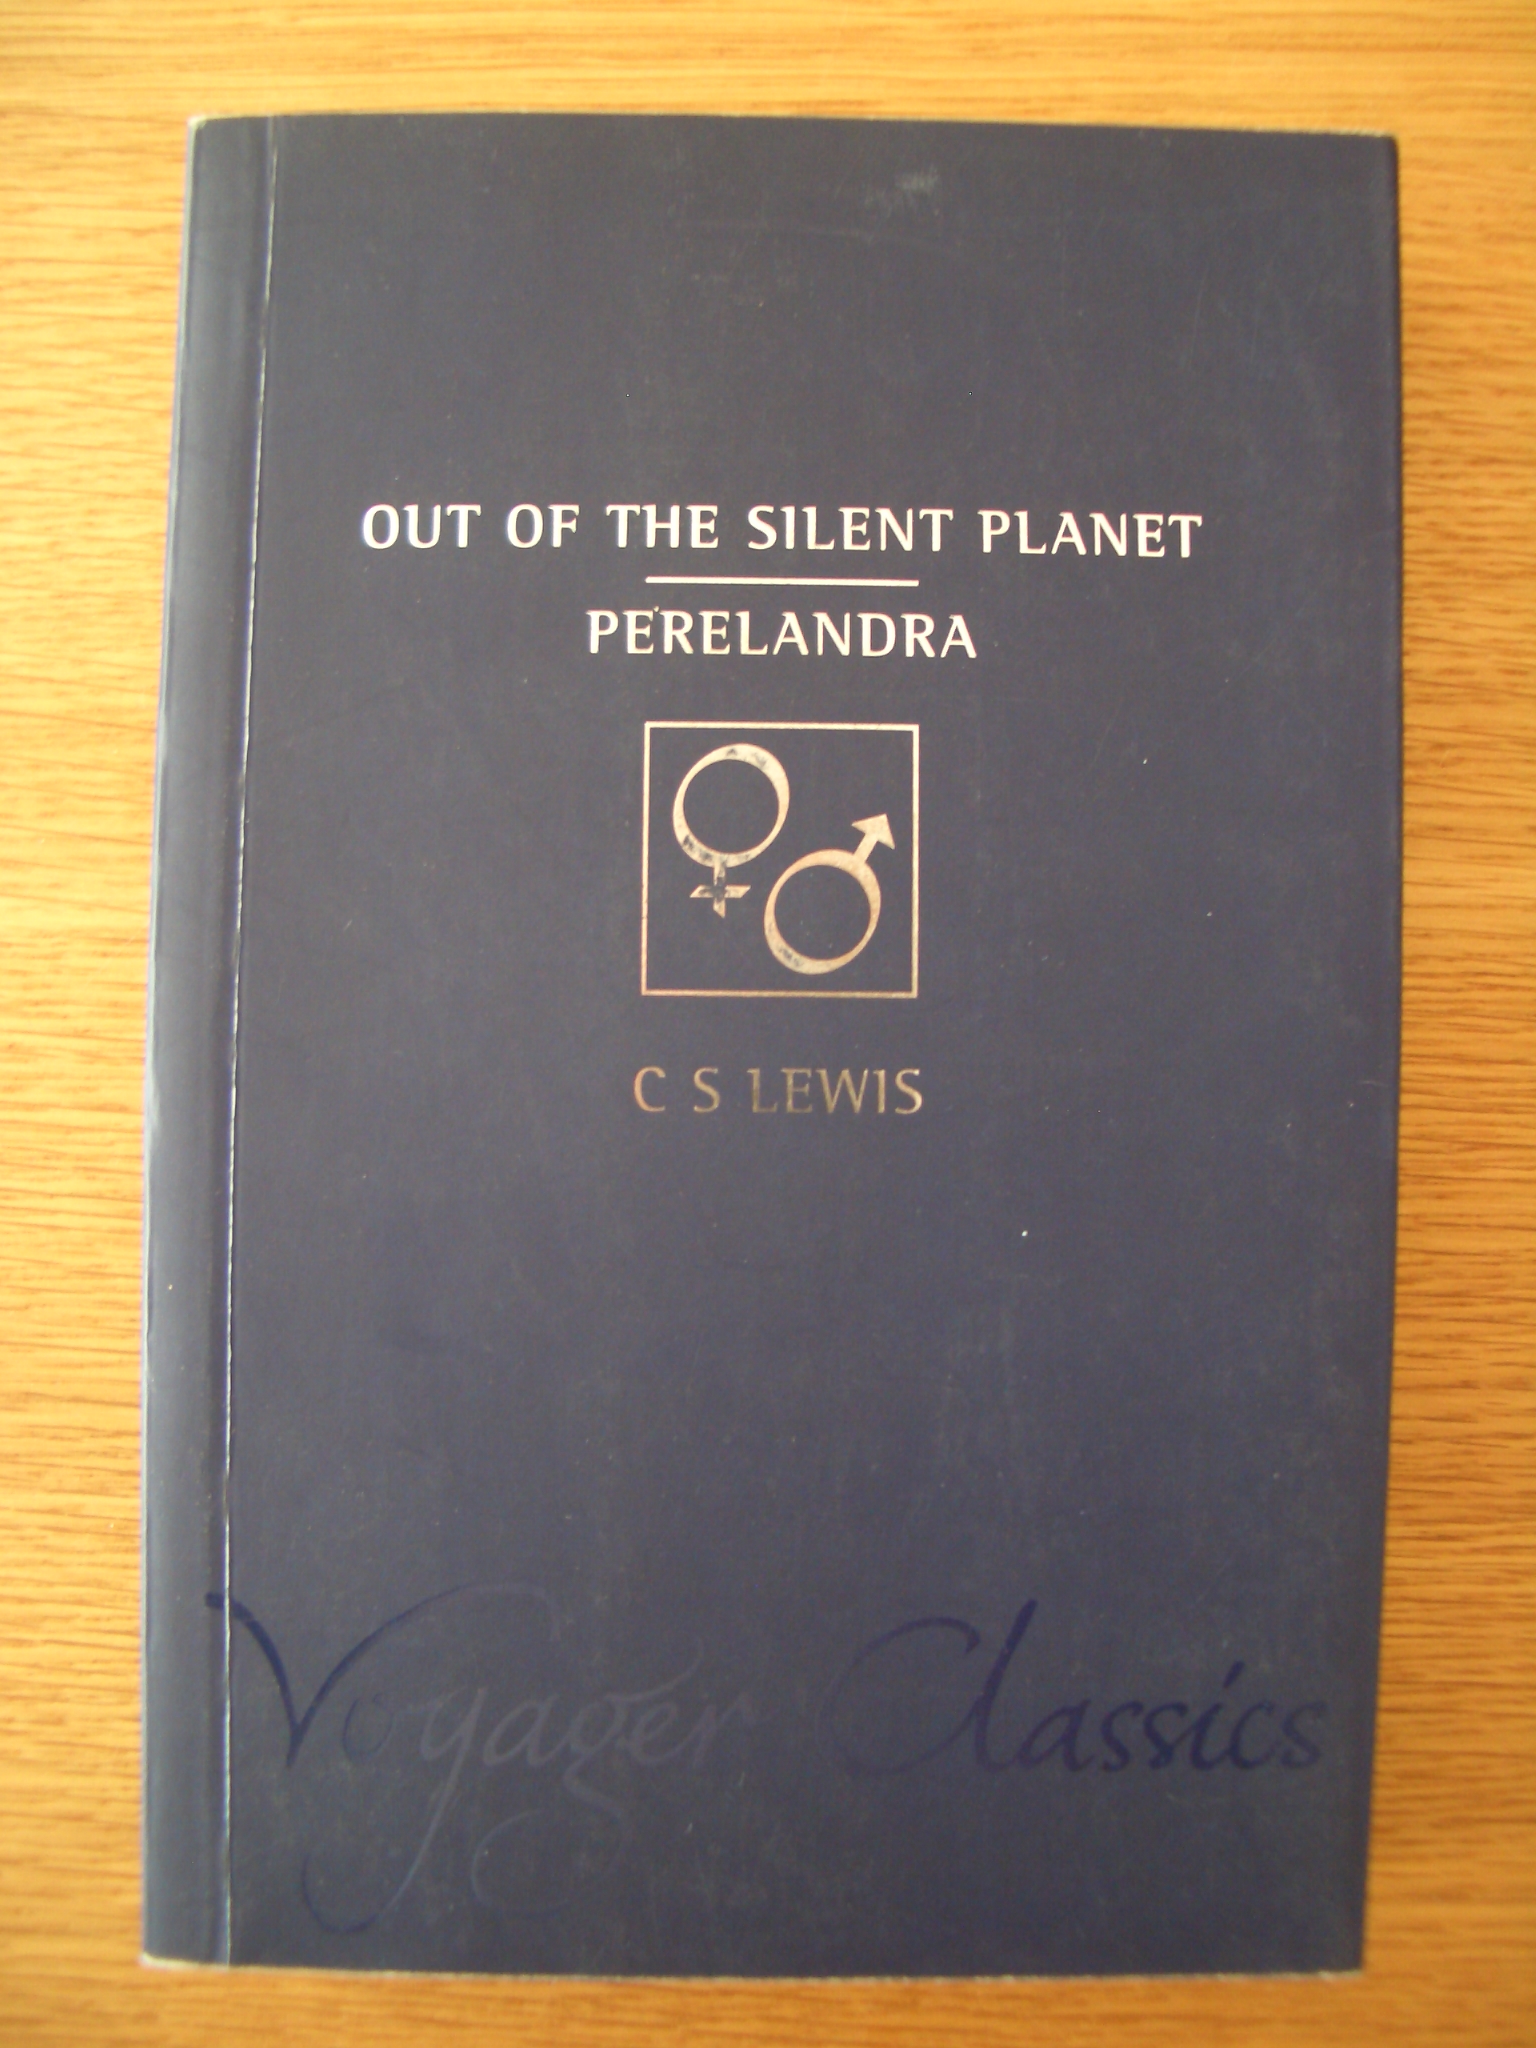 OUT OF THE SILENT PLANET
PERELANDRA
C S LEWIS
Voyager Classics